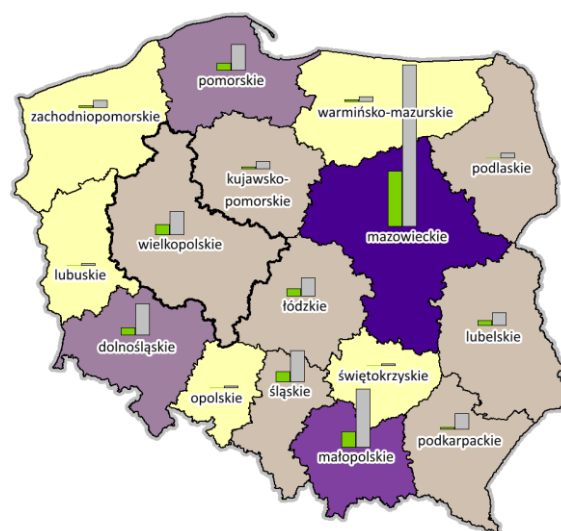 pomorskie
zachodniopomorskie
warmińsko-mazurskie
kujawsko-
pomorskie
podlaskie
wielkopolskie
mazowieckie
lubuskie
łódzkie
lubelskie
dolnośląskie
opolskie
śląskie
świętokrzyskie
małopolskie
podkarpackie